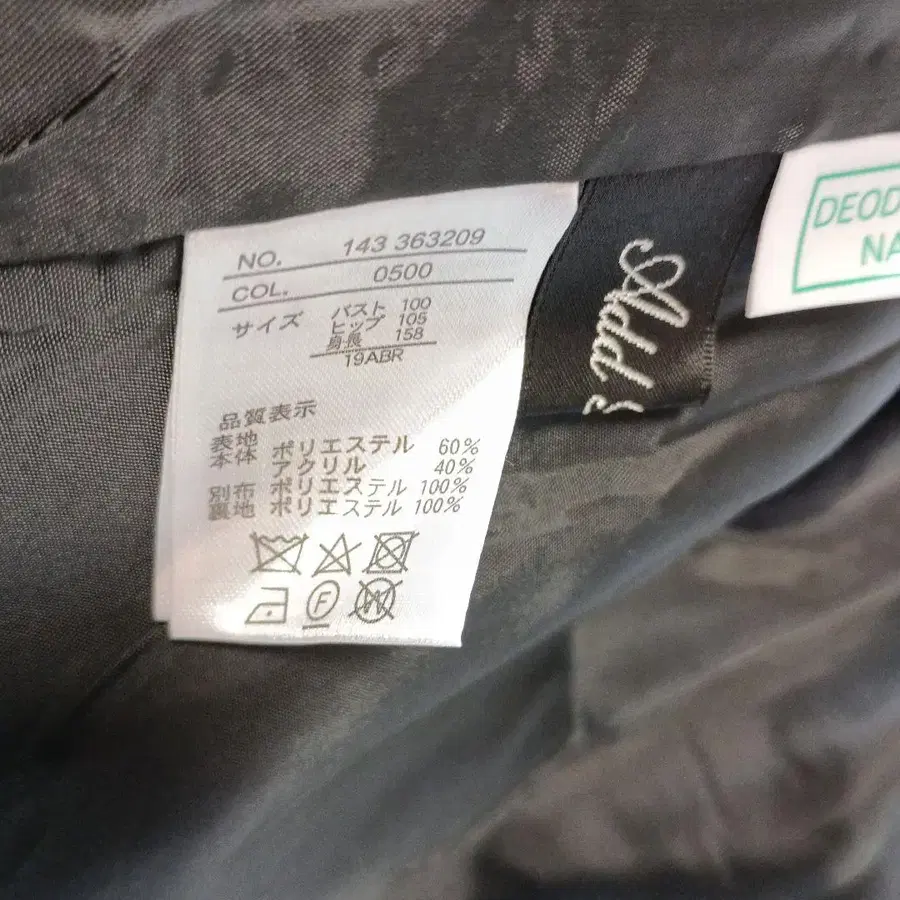 NO. 143 363209
COL. 0500
サイズ バスト 100
ヒップ 105
身長 158
19ABR
品質表示
表地
本体 ポリエステル 60%
アクリル 40%
別布 ポリエステル 100%
裏地 ポリエステル 100%
F
W
Add
DEOD
NA